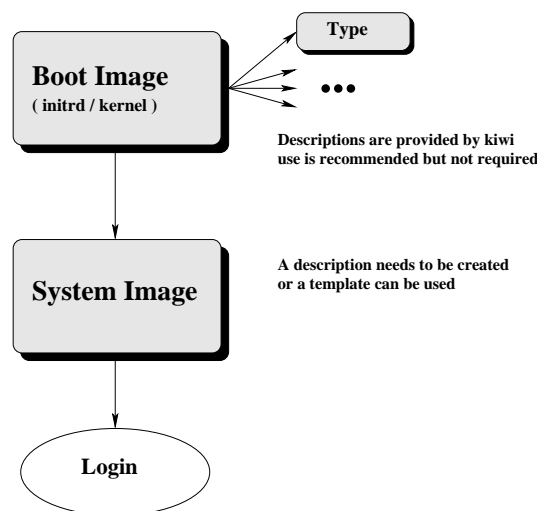 Type
Boot Image
( initrd / kernel )
Descriptions are provided by kiwi
use is recommended but not required
System Image
A description needs to be created
or a template can be used
Login